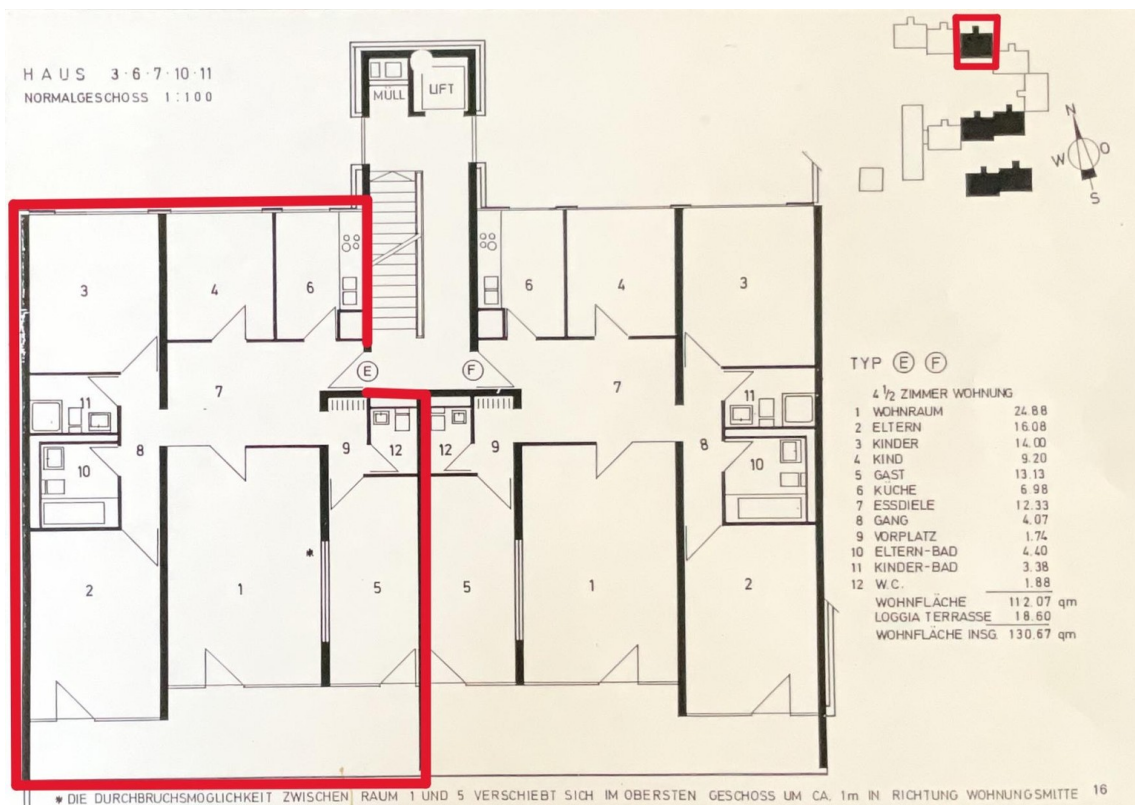 HAUS 3·6·7·10·11
NORMALGESCHOSS 1:100
MÜLL
LIFT
N
W
O
S
3
4
6
6
4
3
E
F
7
7
11
11
8
8
10
10
9
12
12
9
2
1
5
5
1
2
*
TYP E F
4 1/2 ZIMMER WOHNUNG
1 WOHNRAUM 24.88
2 ELTERN 16.08
3 KINDER 14.00
4 KIND 9.20
5 GAST 13.13
6 KÜCHE 6.98
7 ESSDIELE 12.33
8 GANG 4.07
9 VORPLATZ 1.74
10 ELTERN-BAD 4.40
11 KINDER-BAD 3.38
12 W.C. 1.88
WOHNFLÄCHE 112.07 qm
LOGGIA TERRASSE 18.60
WOHNFLÄCHE INSG. 130.67 qm
* DIE DURCHBRUCHSMOGLICHKEIT ZWISCHEN RAUM 1 UND 5 VERSCHIEBT SICH IM OBERSTEN GESCHOSS UM CA. 1m IN RICHTUNG WOHNUNGSMITTE 16